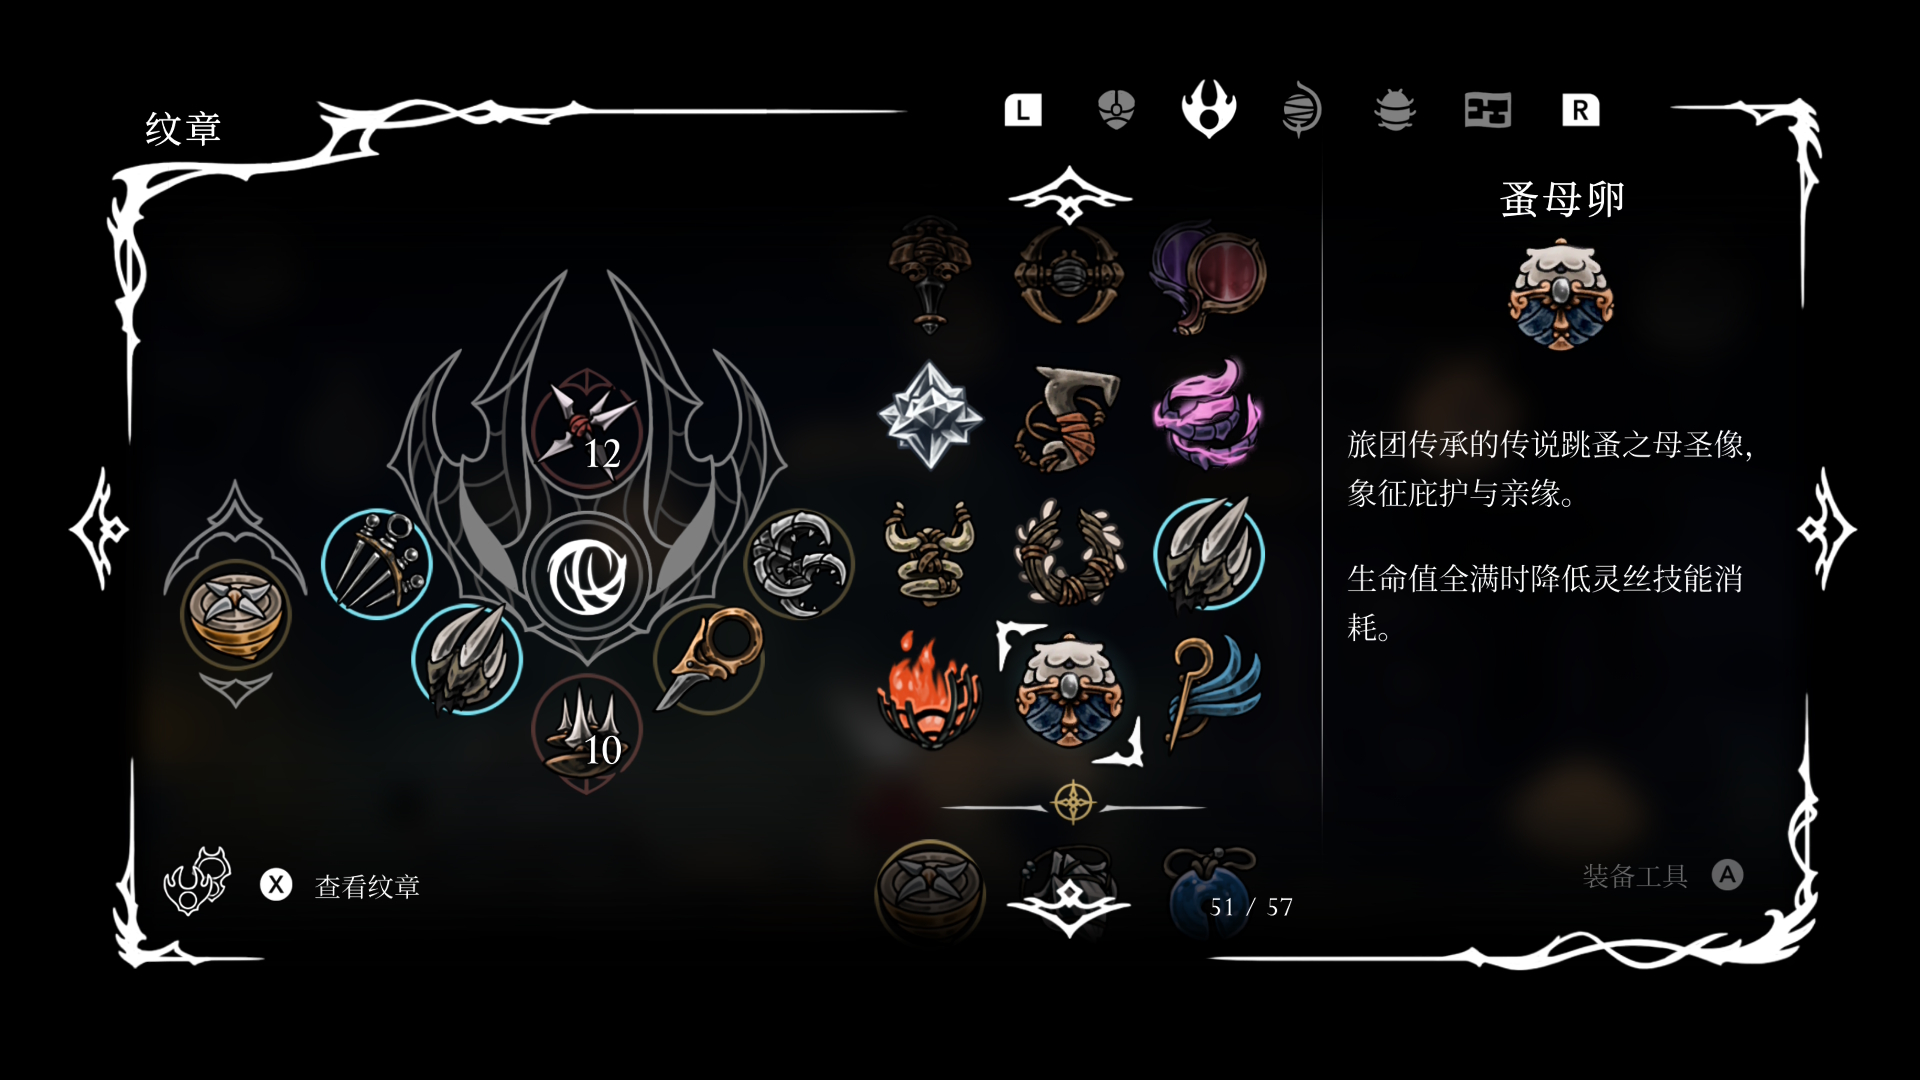 纹章
L
R
蚤母卵
12
10
旅团传承的传说跳蚤之母圣像，
象征庇护与亲缘。
生命值全满时降低灵丝技能消
耗。
X 查看纹章
51 / 57
装备工具 A